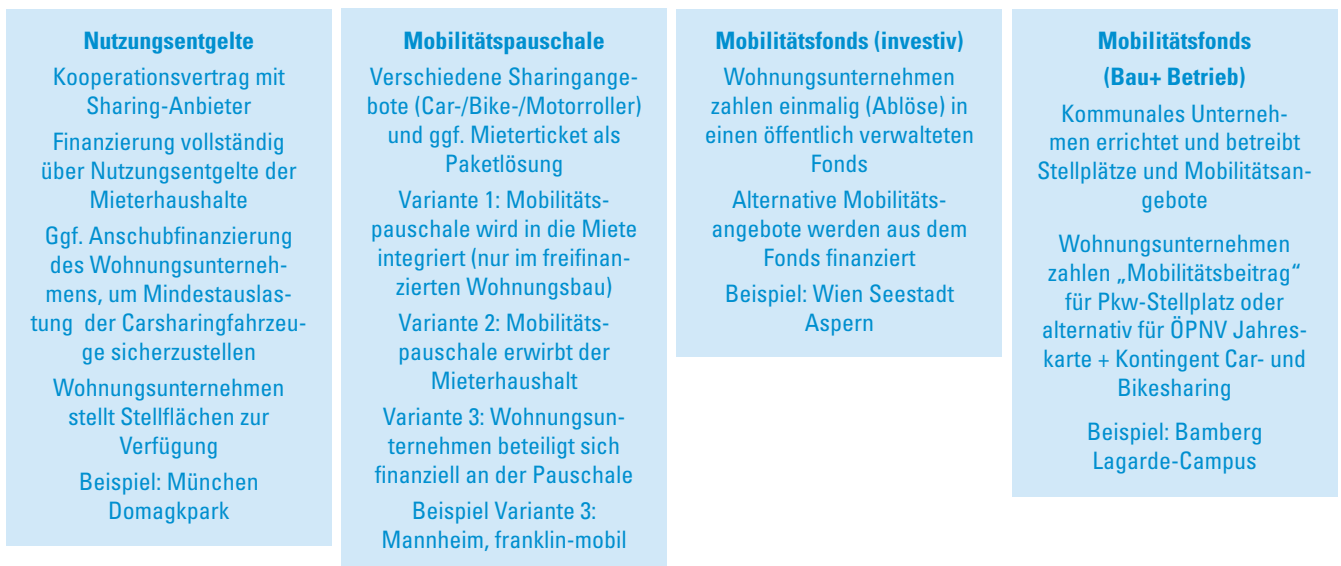 Nutzungsentgelte
Kooperationsvertrag mit
Sharing-Anbieter
Finanzierung vollständig
über Nutzungsentgelte der
Mieterhaushalte
Ggf. Anschubfinanzierung
des Wohnungsunterneh-
mens, um Mindestauslas-
tung der Carsharingfahrzeu-
ge sicherzustellen
Wohnungsunternehmen
stellt Stellflächen zur
Verfügung
Beispiel: München
Domagkpark
Mobilitätspauschale
Verschiedene Sharingange-
bote (Car-/Bike-/Motorroller)
und ggf. Mieterticket als
Paketlösung
Variante 1: Mobilitäts-
pauschale wird in die Miete
integriert (nur im freifinan-
zierten Wohnungsbau)
Variante 2: Mobilitäts-
pauschale erwirbt der
Mieterhaushalt
Variante 3: Wohnungsun-
ternehmen beteiligt sich
finanziell an der Pauschale
Beispiel Variante 3:
Mannheim, franklin-mobil
Mobilitätsfonds (investiv)
Wohnungsunternehmen
zahlen einmalig (Ablöse) in
einen öffentlich verwalteten
Fonds
Alternative Mobilitäts-
angebote werden aus dem
Fonds finanziert
Beispiel: Wien Seestadt
Aspern
Mobilitätsfonds
(Bau+ Betrieb)
Kommunales Unterneh-
men errichtet und betreibt
Stellplätze und Mobilitätsan-
gebote
Wohnungsunternehmen
zahlen „Mobilitätsbeitrag“
für Pkw-Stellplatz oder
alternativ für ÖPNV Jahres-
karte + Kontingent Car- und
Bikesharing
Beispiel: Bamberg
Lagarde-Campus